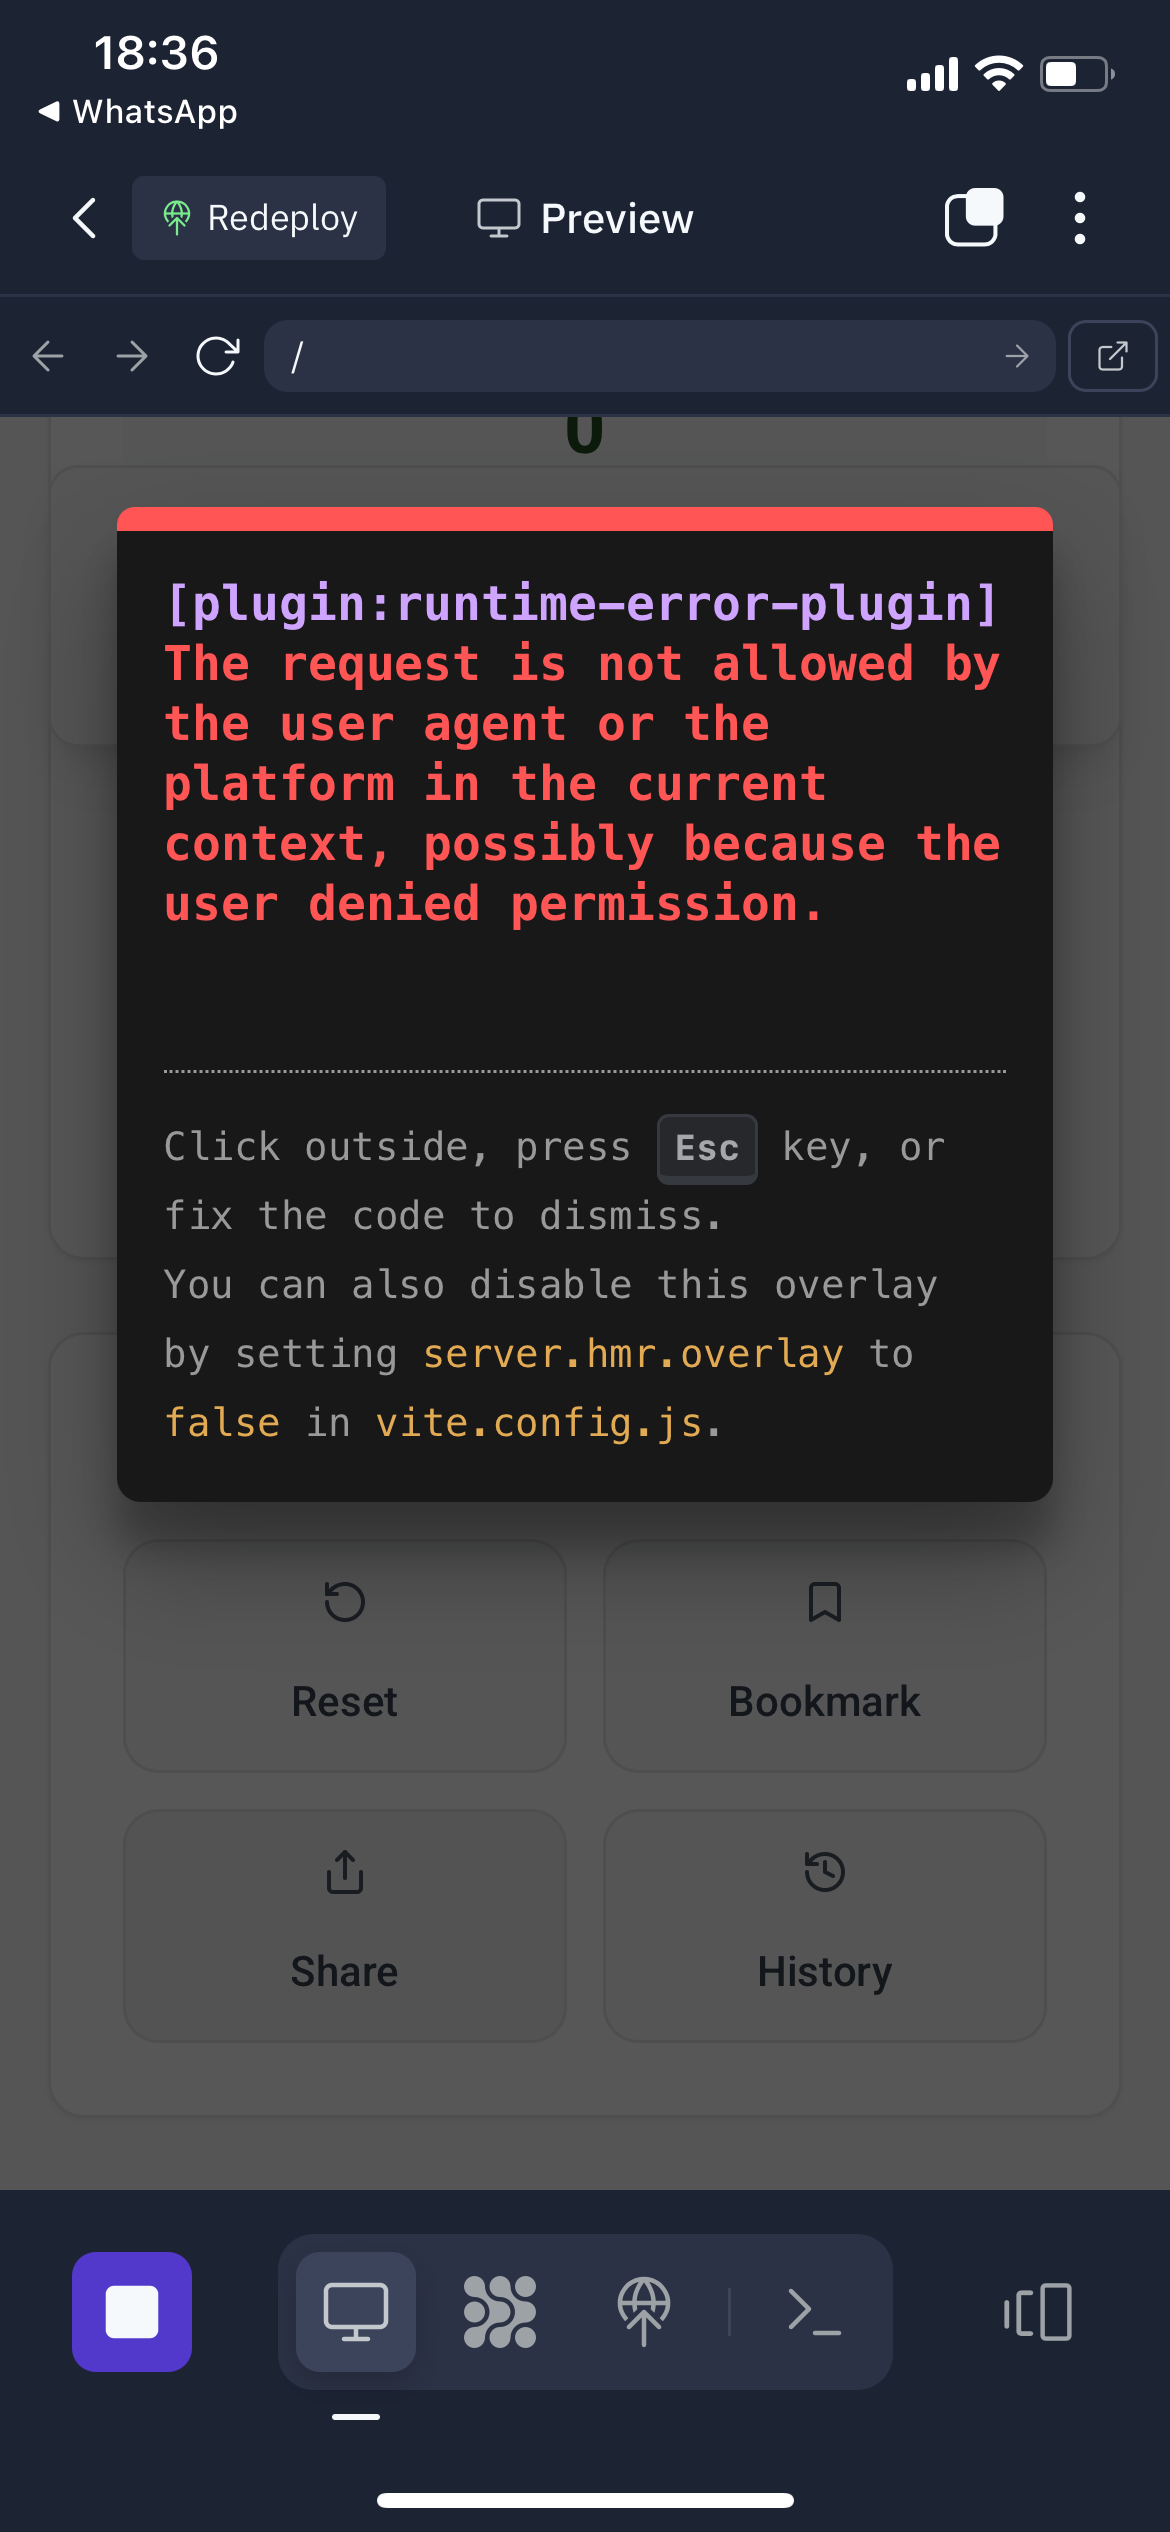 18:36
WhatsApp
Redeploy
Preview
/
0
[plugin:runtime-error-plugin]
The request is not allowed by
the user agent or the
platform in the current
context, possibly because the
user denied permission.
Click outside, press Esc key, or
fix the code to dismiss.
You can also disable this overlay
by setting server.hmr.overlay to
false in vite.config.js.
Reset
Bookmark
Share
History